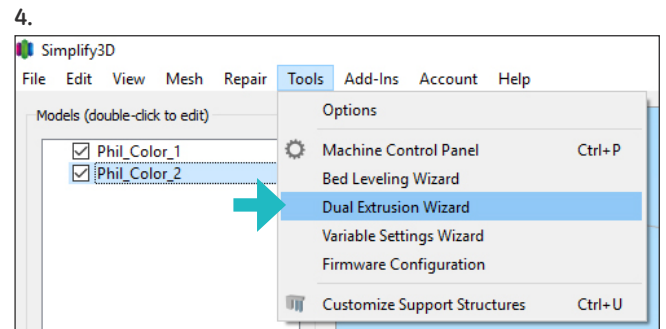 4.
Simplify3D
File Edit View Mesh Repair Tools Add-Ins Account Help
Models (double-click to edit)
Options
Phil_Color_1
Machine Control Panel Ctrl+P
Phil_Color_2
Bed Leveling Wizard
Dual Extrusion Wizard
Variable Settings Wizard
Firmware Configuration
Customize Support Structures Ctrl+U